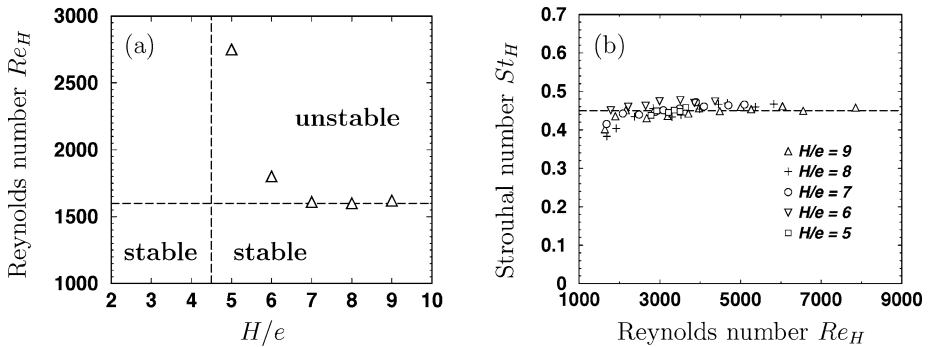 (a)
Reynolds number Re_H
3000
2500
2000
1500
1000
unstable
stable
stable
2 3 4 5 6 7 8 9 10
H/e
(b)
Strouhal number St_H
0.7
0.6
0.5
0.4
0.3
0.2
0.1
0
H/e = 9
H/e = 8
H/e = 7
H/e = 6
H/e = 5
1000 3000 5000 7000 9000
Reynolds number Re_H